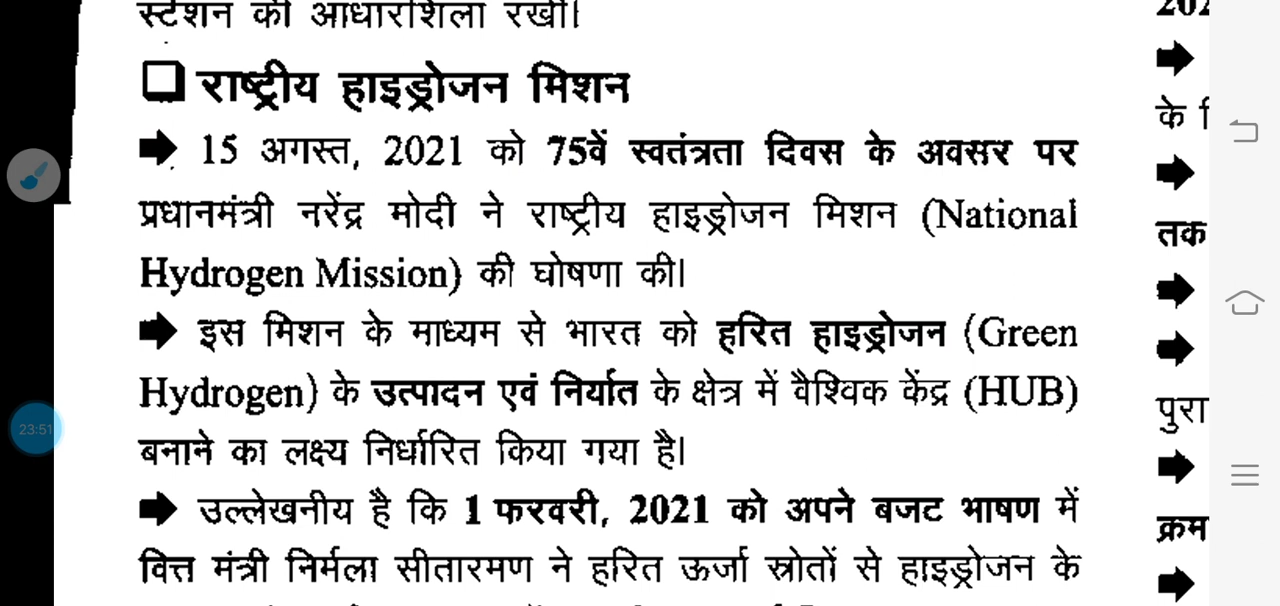 स्टेशन की आधारशिला रखी।
❑ राष्ट्रीय हाइड्रोजन मिशन
➡ 15 अगस्त, 2021 को 75वें स्वतंत्रता दिवस के अवसर पर
प्रधानमंत्री नरेंद्र मोदी ने राष्ट्रीय हाइड्रोजन मिशन (National
Hydrogen Mission) की घोषणा की।
➡ इस मिशन के माध्यम से भारत को हरित हाइड्रोजन (Green
Hydrogen) के उत्पादन एवं निर्यात के क्षेत्र में वैश्विक केंद्र (HUB)
बनाने का लक्ष्य निर्धारित किया गया है।
➡ उल्लेखनीय है कि 1 फरवरी, 2021 को अपने बजट भाषण में
वित्त मंत्री निर्मला सीतारमण ने हरित ऊर्जा स्रोतों से हाइड्रोजन के
202
➡
के
➡
तक
➡
➡
पुरा
➡
क्रम
➡
23:51